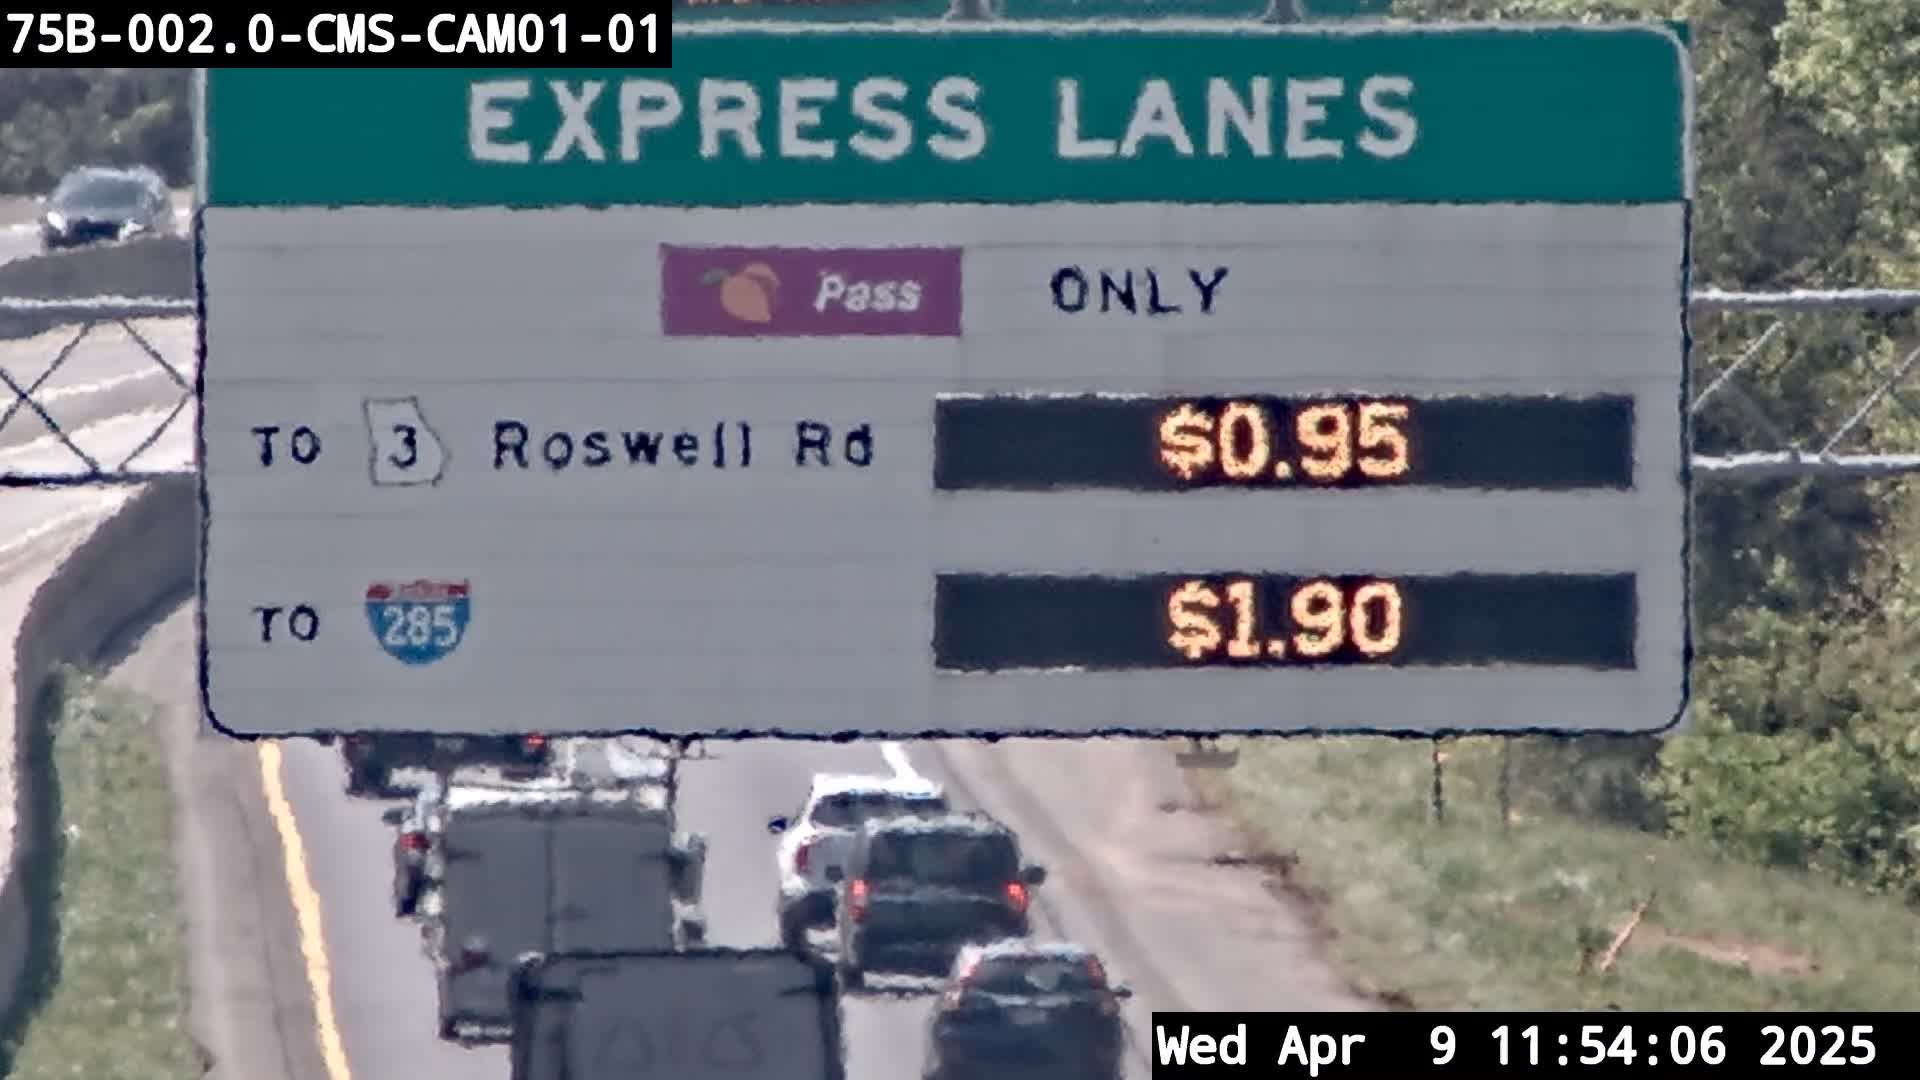 75B-002.0-CMS-CAM01-01
EXPRESS LANES
Pass ONLY
TO 3 Roswell Rd $0.95
TO 285 $1.90
Wed Apr 9 11:54:06 2025